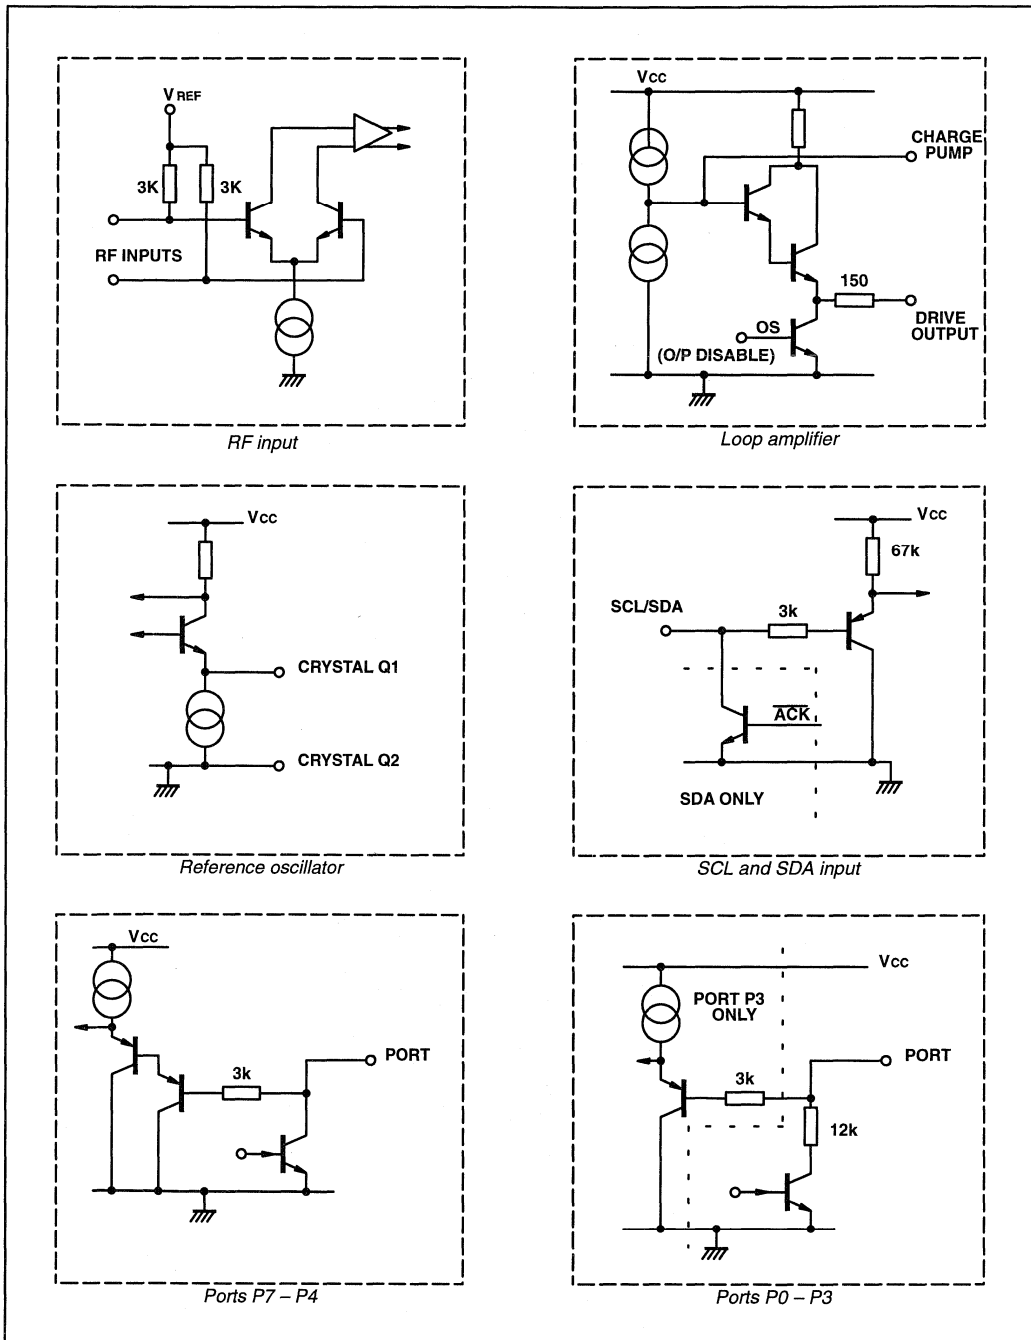 VREF
3K
3K
RF INPUTS
RF input
VCC
CHARGE
PUMP
150
OS
(O/P DISABLE)
DRIVE
OUTPUT
Loop amplifier
VCC
CRYSTAL Q1
CRYSTAL Q2
Reference oscillator
VCC
67k
SCL/SDA
3k
ACK
SDA ONLY
SCL and SDA input
VCC
3k
PORT
Ports P7 – P4
VCC
PORT P3
ONLY
3k
PORT
12k
Ports P0 – P3